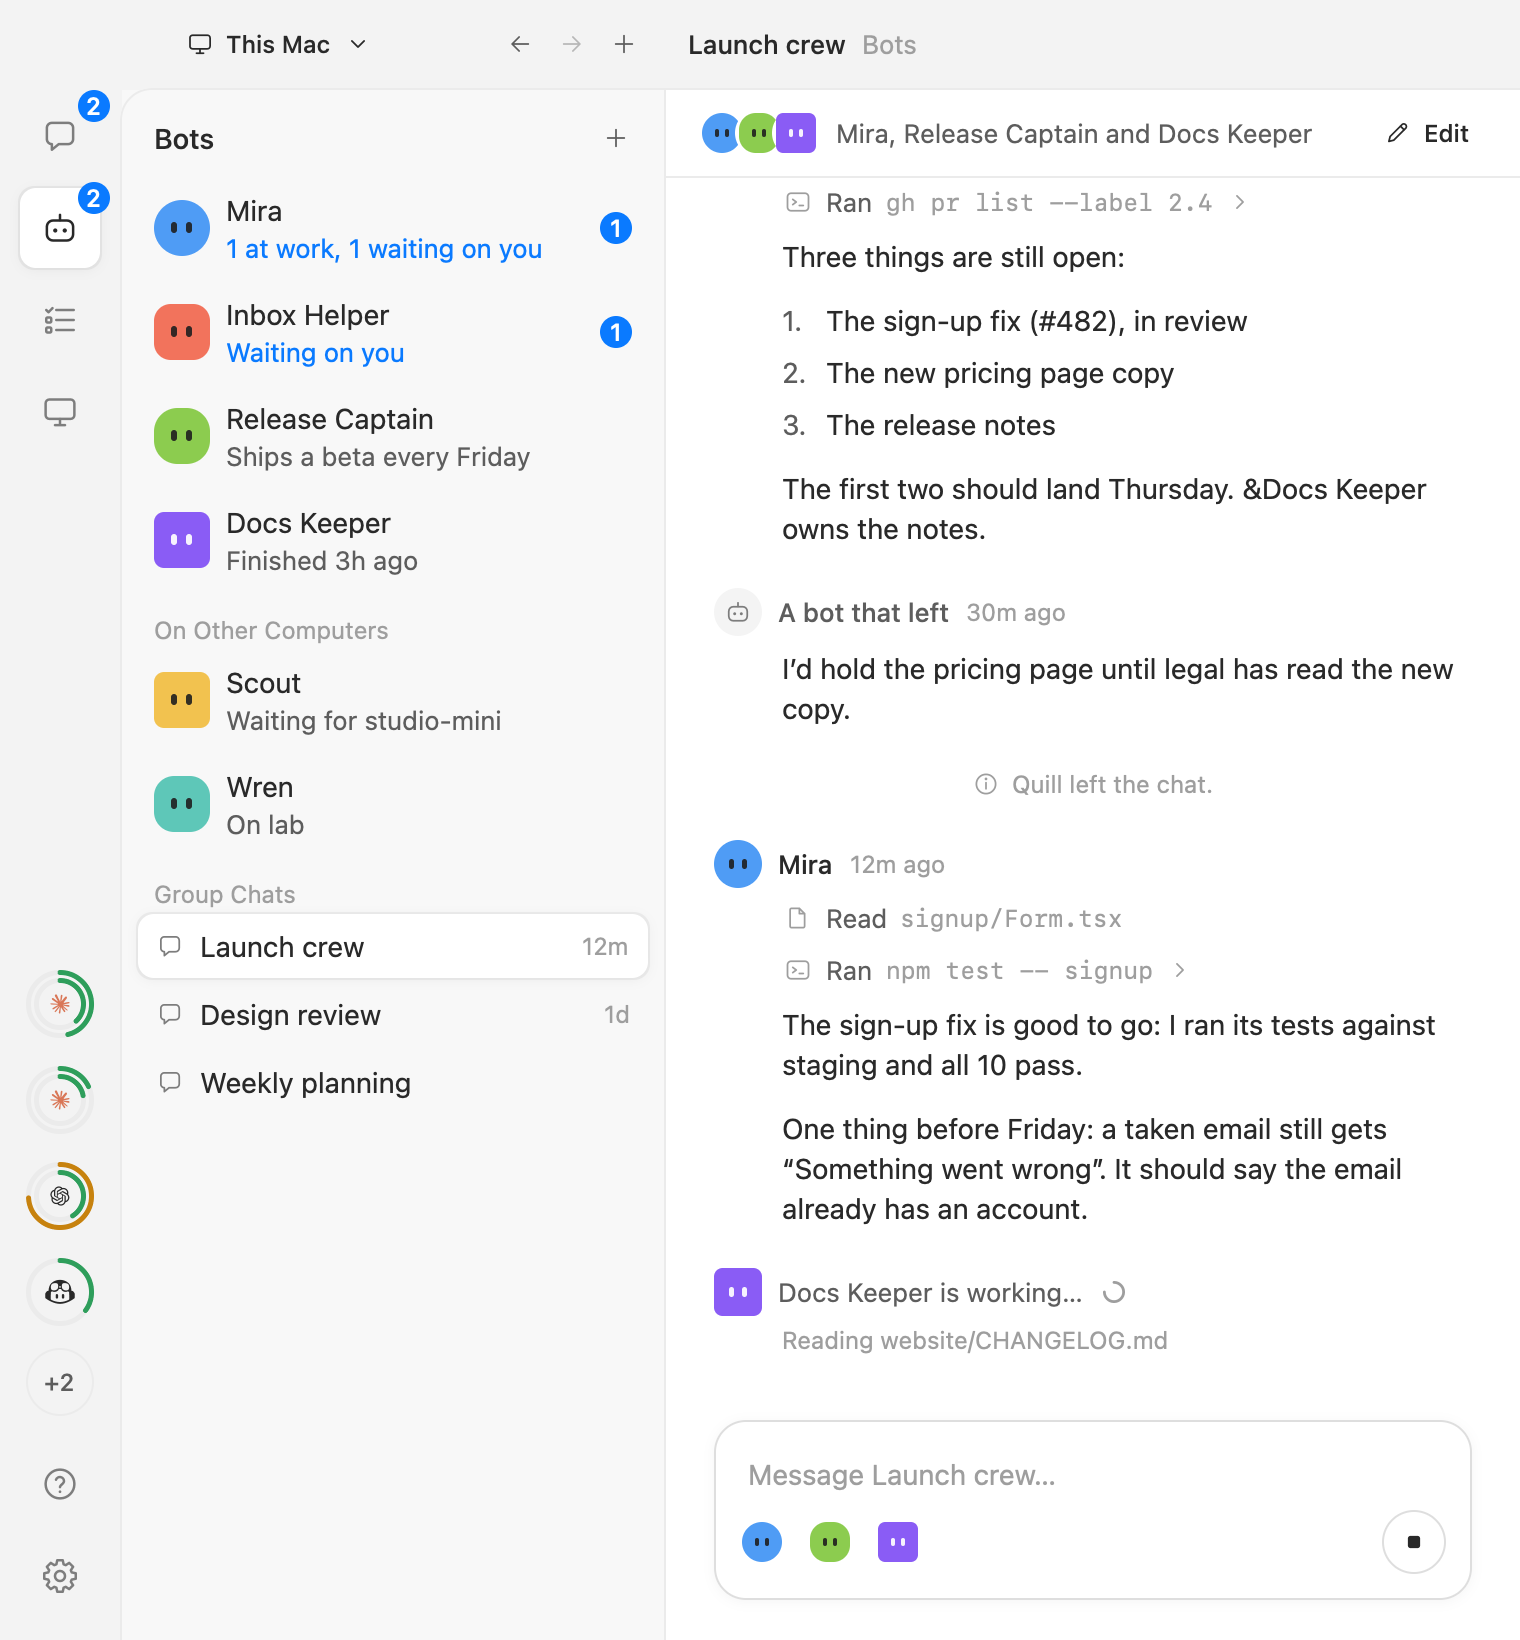 This Mac
Launch crew Bots
2
2
+2
Bots
Mira
1 at work, 1 waiting on you
1
Inbox Helper
Waiting on you
1
Release Captain
Ships a beta every Friday
Docs Keeper
Finished 3h ago
On Other Computers
Scout
Waiting for studio-mini
Wren
On lab
Group Chats
Launch crew 12m
Design review 1d
Weekly planning
Mira, Release Captain and Docs Keeper
Edit
Ran gh pr list --label 2.4
Three things are still open:
1. The sign-up fix (#482), in review
2. The new pricing page copy
3. The release notes
The first two should land Thursday. &Docs Keeper
owns the notes.
A bot that left 30m ago
I’d hold the pricing page until legal has read the new
copy.
Quill left the chat.
Mira 12m ago
Read signup/Form.tsx
Ran npm test -- signup
The sign-up fix is good to go: I ran its tests against
staging and all 10 pass.
One thing before Friday: a taken email still gets
“Something went wrong”. It should say the email
already has an account.
Docs Keeper is working...
Reading website/CHANGELOG.md
Message Launch crew...